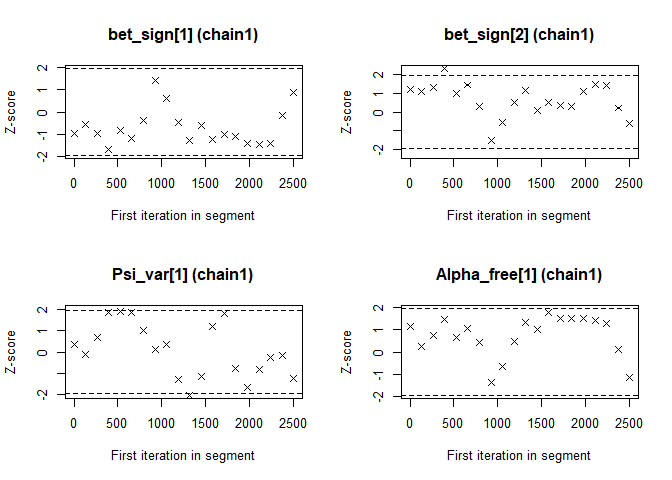 bet_sign[1] (chain1)
Z-score
2
1
0
-1
-2
0 500 1000 1500 2000 2500
First iteration in segment
bet_sign[2] (chain1)
Z-score
2
1
0
-2
0 500 1000 1500 2000 2500
First iteration in segment
Psi_var[1] (chain1)
Z-score
2
1
0
-2
0 500 1000 1500 2000 2500
First iteration in segment
Alpha_free[1] (chain1)
Z-score
2
1
0
-1
-2
0 500 1000 1500 2000 2500
First iteration in segment